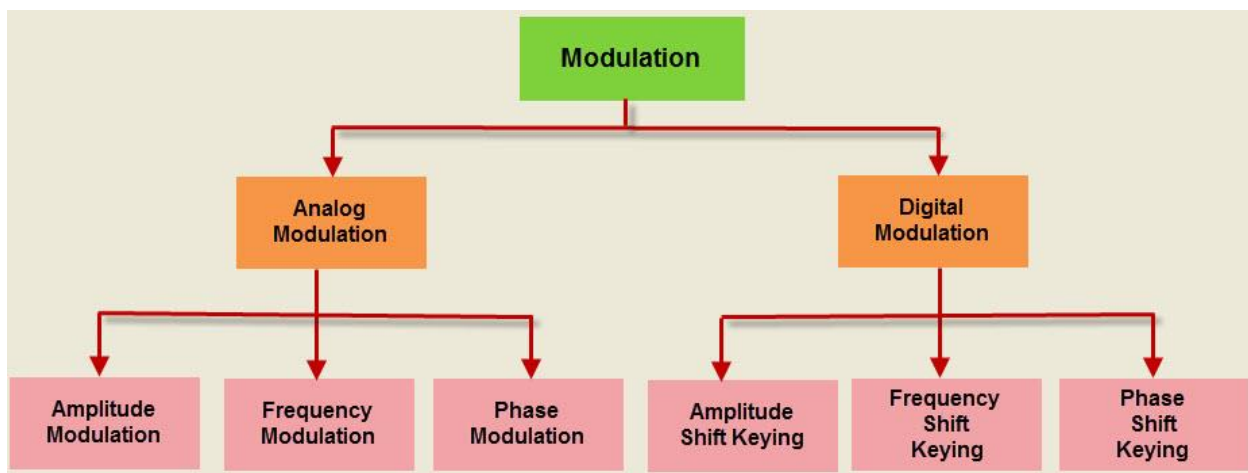 Modulation
Analog
Modulation
Digital
Modulation
Amplitude
Modulation
Frequency
Modulation
Phase
Modulation
Amplitude
Shift Keying
Frequency
Shift
Keying
Phase
Shift
Keying